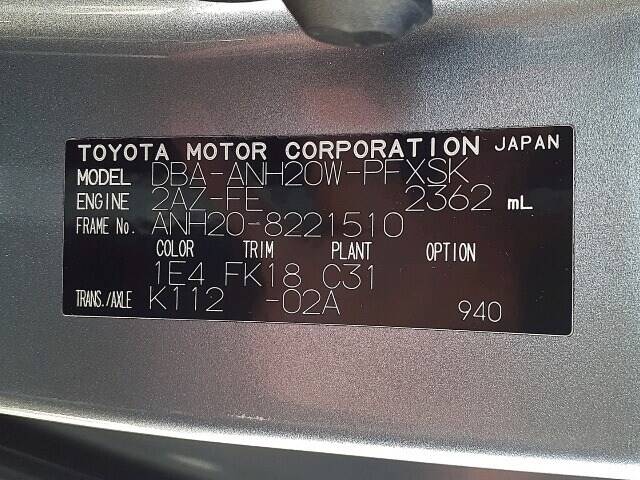 TOYOTA MOTOR CORPORATION JAPAN
MODEL DBA-ANH20W-PFXSK
ENGINE 2AZ-FE 2362 mL
FRAME No. ANH20-8221510
COLOR TRIM PLANT OPTION
1E4 FK18 C31
TRANS./AXLE K112 -02A 940